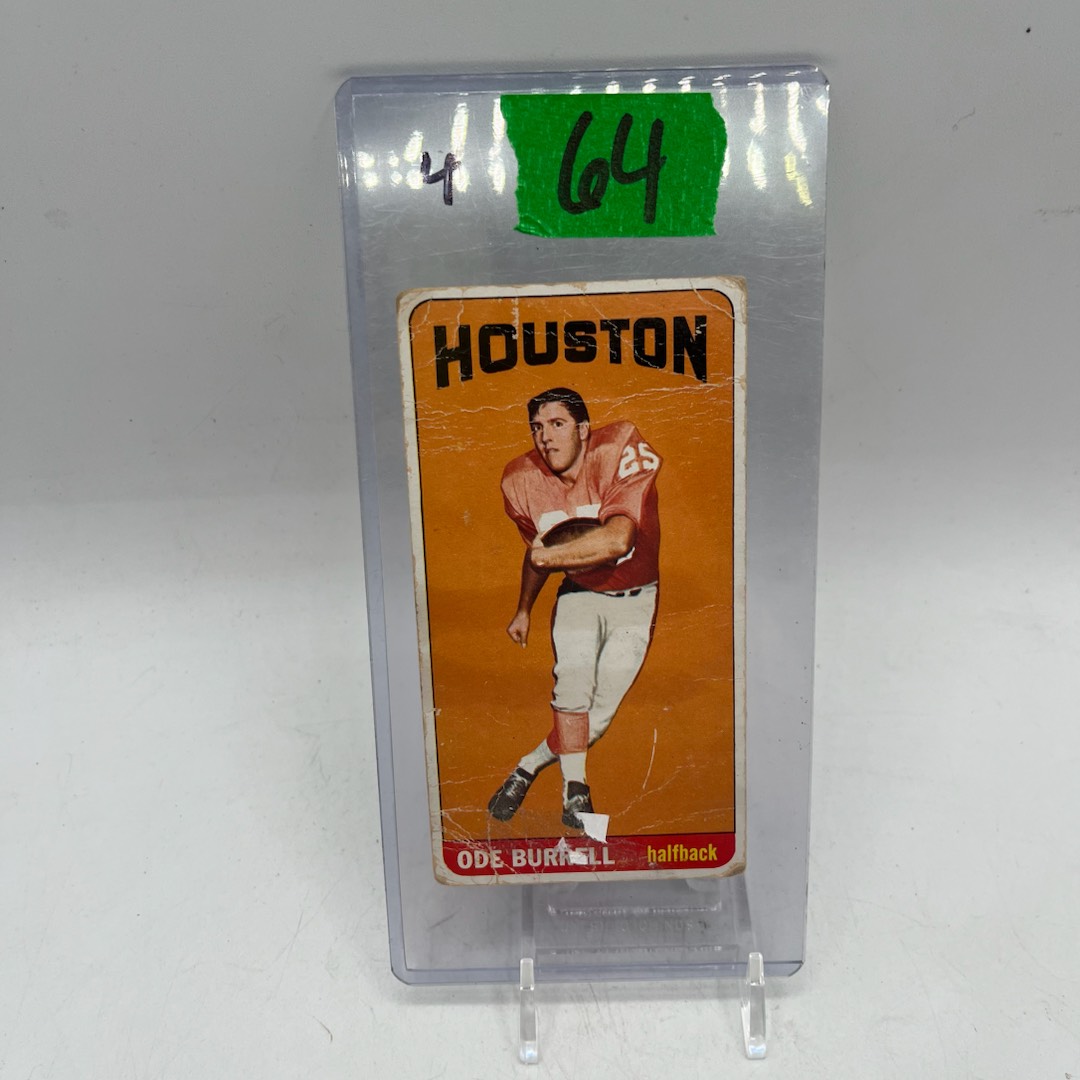 4 64
HOUSTON
25
ODE BURRELL halfback